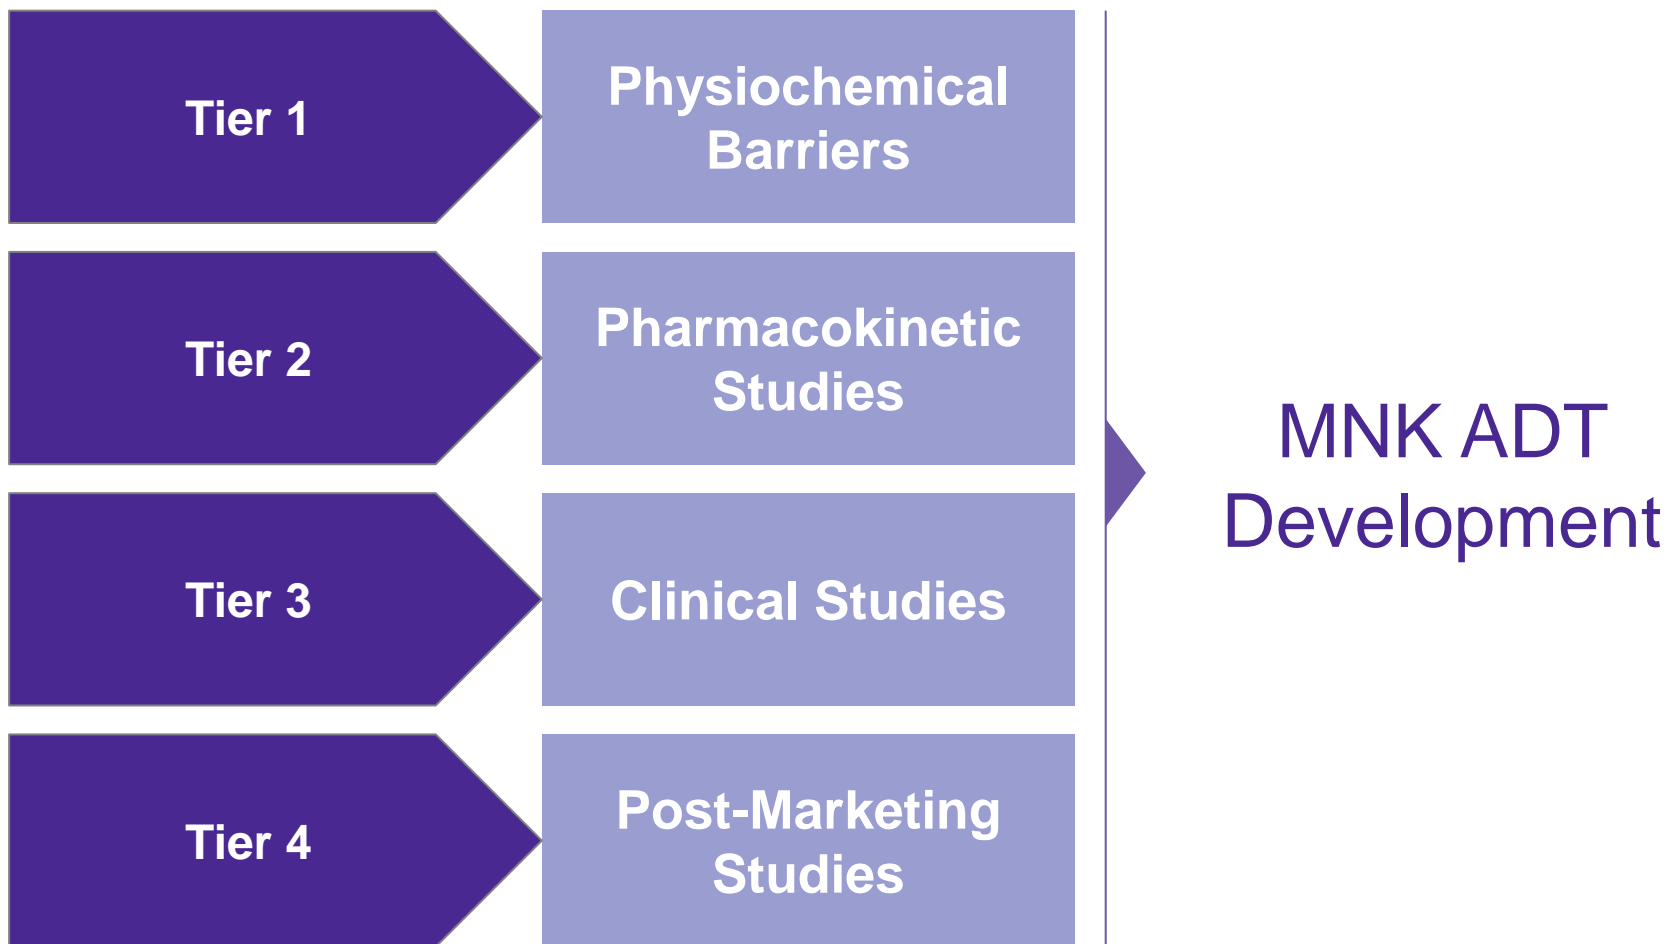 Tier 1
Physiochemical
Barriers
Tier 2
Pharmacokinetic
Studies
Tier 3
Clinical Studies
Tier 4
Post-Marketing
Studies
MNK ADT
Development